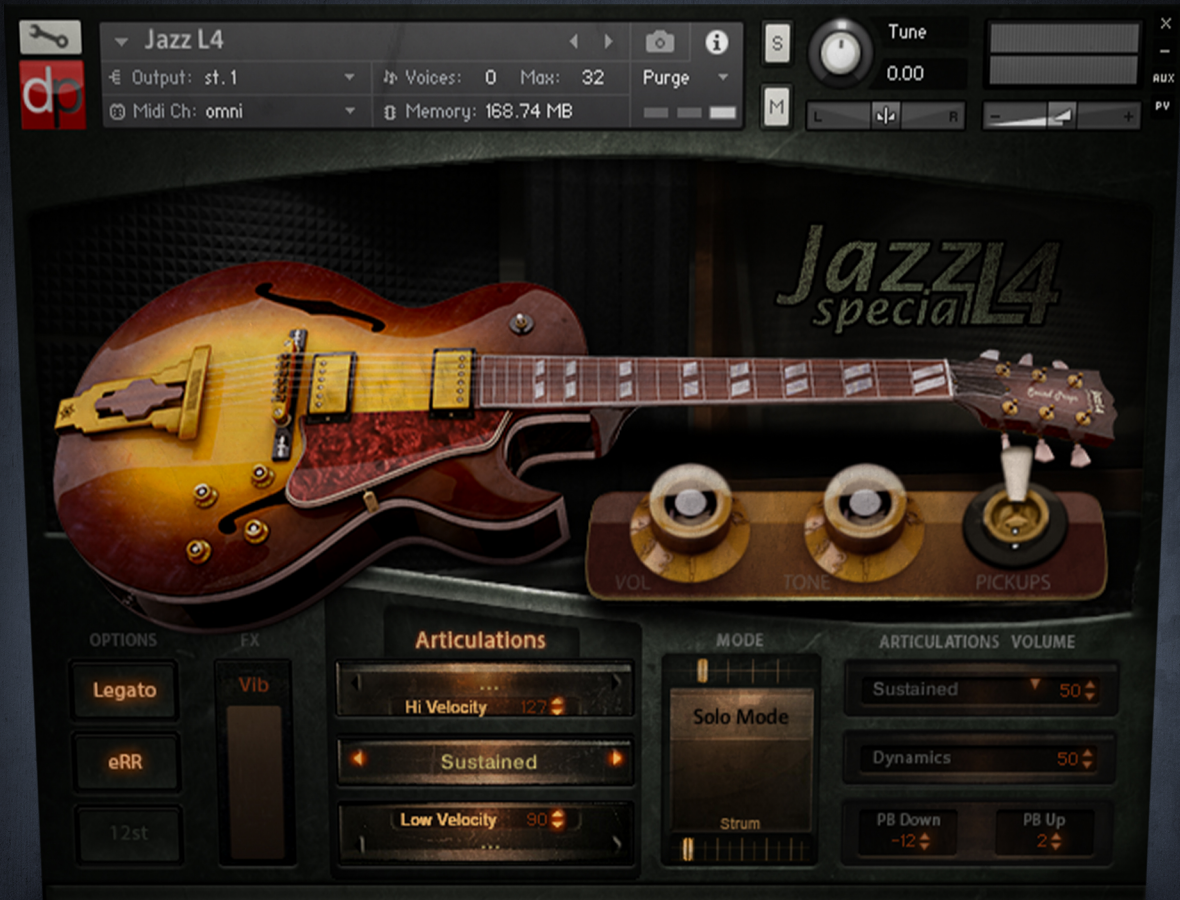 Jazz L4
S
Tune
×
Output: st. 1
Voices: 0 Max: 32
Purge
0.00
AUX
dp
Midi Ch: omni
Memory: 168.74 MB
M
L R
- +
PV
Jazz
special L4
VOL
TONE
PICKUPS
OPTIONS
FX
Articulations
MODE
ARTICULATIONS VOLUME
Legato
Vib
...
Hi Velocity 127
Solo Mode
Sustained 50
eRR
Sustained
Dynamics 50
12st
Low Velocity 90
...
Strum
PB Down
-12
PB Up
2